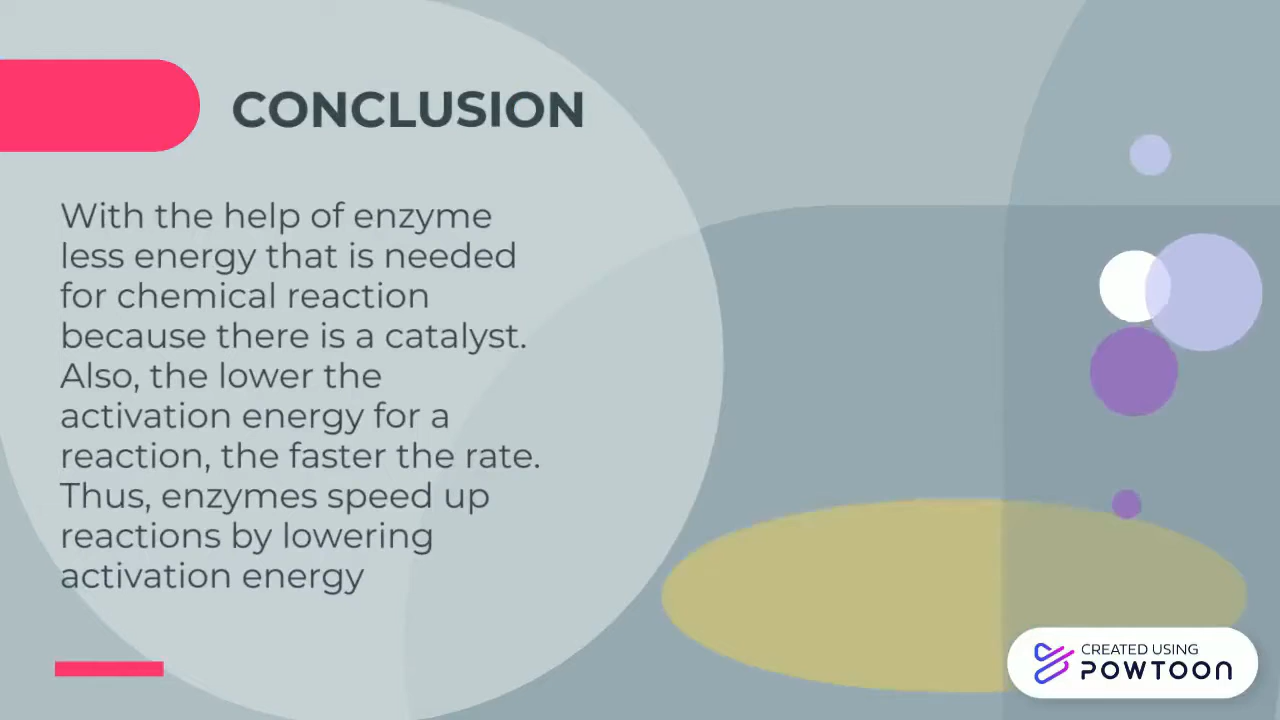 CONCLUSION
With the help of enzyme
less energy that is needed
for chemical reaction
because there is a catalyst.
Also, the lower the
activation energy for a
reaction, the faster the rate.
Thus, enzymes speed up
reactions by lowering
activation energy
CREATED USING
POWTOON